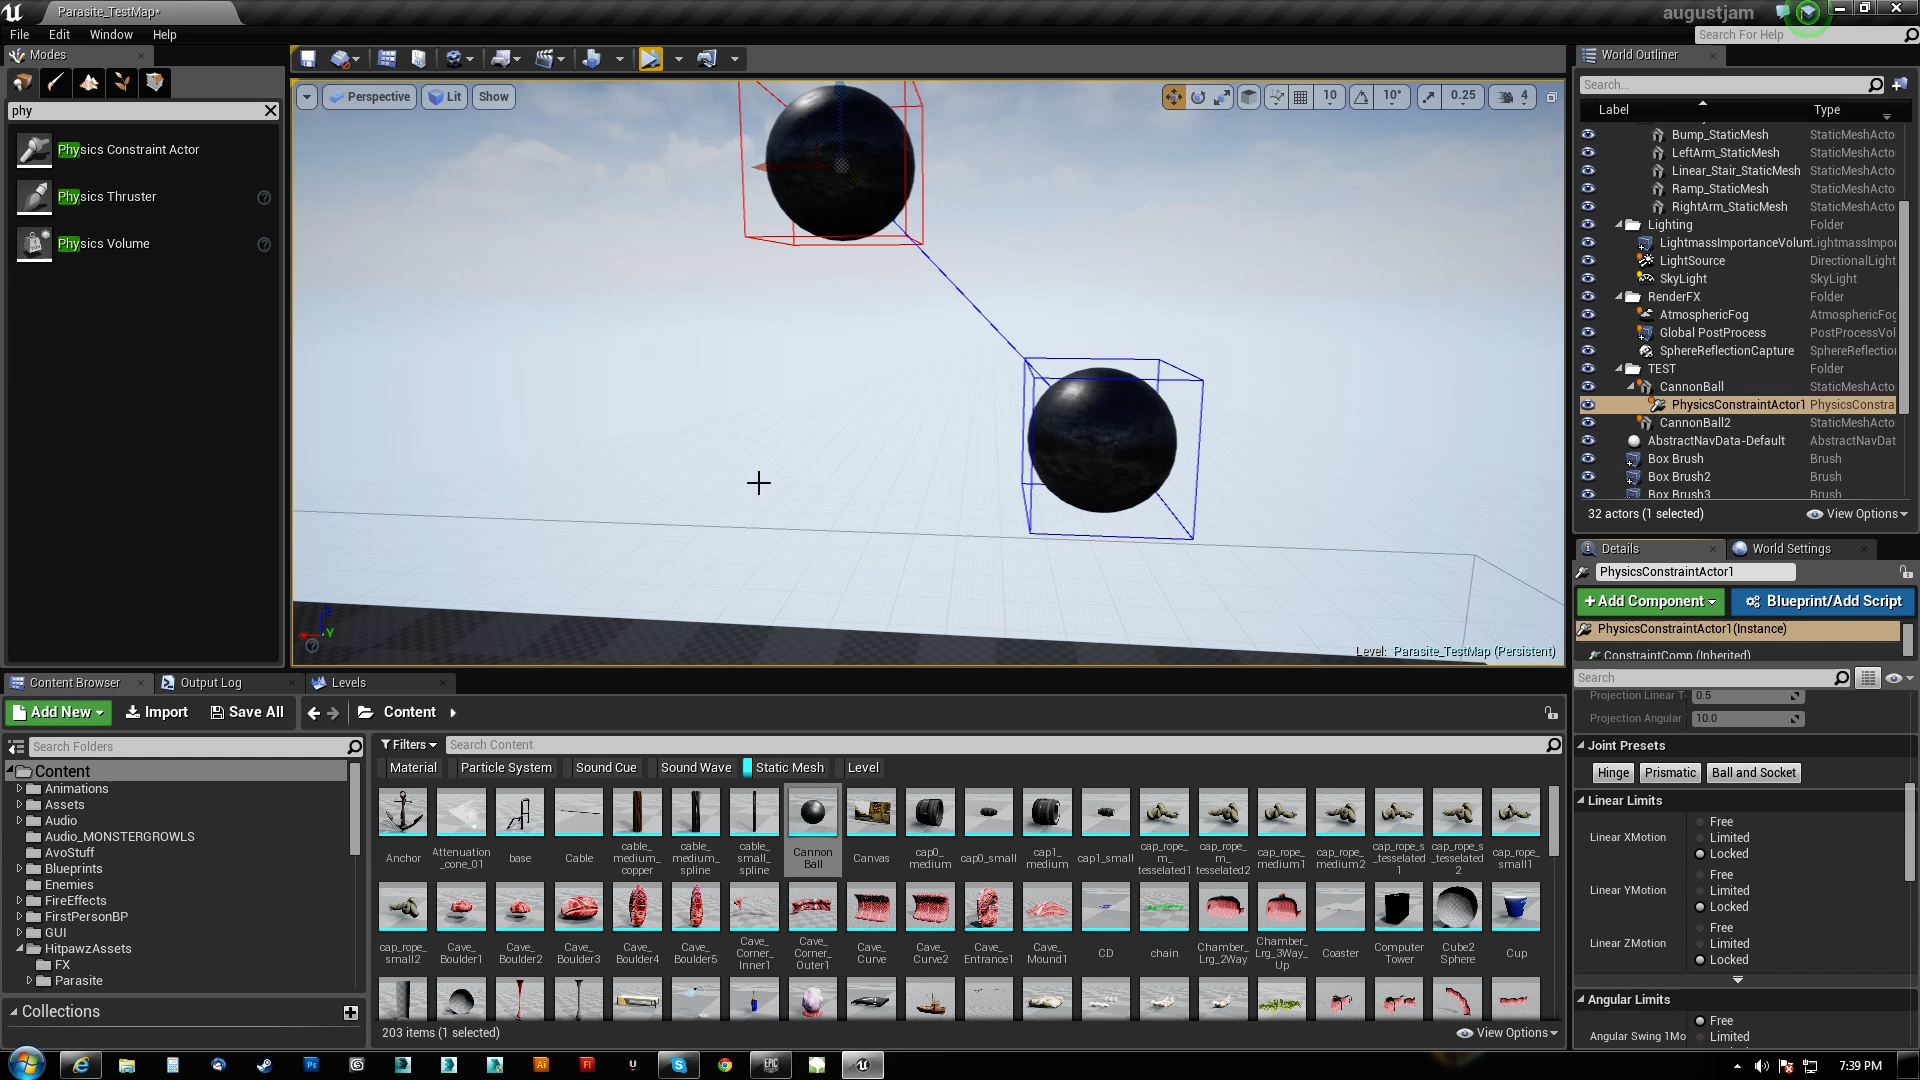 Parasite_TestMap*
augustjam
File
Edit
Window
Help
Search For Help
Modes
phy
Physics Constraint Actor
Physics Thruster
Physics Volume
Perspective
Lit
Show
10
10°
0.25
4
Level: Parasite_TestMap (Persistent)
World Outliner
Search...
Label
Type
Bump_StaticMesh StaticMeshActo
LeftArm_StaticMesh StaticMeshActo
Linear_Stair_StaticMesh StaticMeshActo
Ramp_StaticMesh StaticMeshActo
RightArm_StaticMesh StaticMeshActo
Lighting Folder
LightmassImportanceVolum LightmassImpor
LightSource DirectionalLight
SkyLight SkyLight
RenderFX Folder
AtmosphericFog AtmosphericFog
Global PostProcess PostProcessVol
SphereReflectionCapture SphereReflection
TEST Folder
CannonBall StaticMeshActo
PhysicsConstraintActor1 PhysicsConstra
CannonBall2 StaticMeshActo
AbstractNavData-Default AbstractNavDat
Box Brush Brush
Box Brush2 Brush
Box Brush3 Brush
32 actors (1 selected)
View Options
Details
World Settings
PhysicsConstraintActor1
+Add Component
Blueprint/Add Script
PhysicsConstraintActor1(Instance)
ConstraintComp (Inherited)
Search
Projection Linear T 0.5
Projection Angular 10.0
Joint Presets
Hinge
Prismatic
Ball and Socket
Linear Limits
Linear XMotion
Free
Limited
Locked
Linear YMotion
Free
Limited
Locked
Linear ZMotion
Free
Limited
Locked
Angular Limits
Angular Swing 1Mo
Free
Limited
Content Browser
Output Log
Levels
Add New
Import
Save All
Content
Search Folders
Content
Animations
Assets
Audio
Audio_MONSTERGROWLS
AvoStuff
Blueprints
Enemies
FireEffects
FirstPersonBP
GUI
HitpawzAssets
FX
Parasite
Collections
Filters
Search Content
Material
Particle System
Sound Cue
Sound Wave
Static Mesh
Level
Anchor
Attenuation_
cone_01
base
Cable
cable_
medium_
copper
cable_
medium_
spline
cable_
small_
spline
Cannon
Ball
Canvas
cap0_
medium
cap0_small
cap1_
medium
cap1_small
cap_rope_
m_
tesselated1
cap_rope_
m_
tesselated2
cap_rope_
medium1
cap_rope_
medium2
cap_rope_s
_tesselated
1
cap_rope_s
_tesselated
2
cap_rope_
small1
cap_rope_
small2
Cave_
Boulder1
Cave_
Boulder2
Cave_
Boulder3
Cave_
Boulder4
Cave_
Boulder5
Cave_
Corner_
Inner1
Cave_
Corner_
Outer1
Cave_
Curve
Cave_
Curve2
Cave_
Entrance1
Cave_
Mound1
CD
chain
Chamber_
Lrg_2Way
Chamber_
Lrg_3Way_
Up
Coaster
Computer
Tower
Cube2
Sphere
Cup
203 items (1 selected)
View Options
7:39 PM